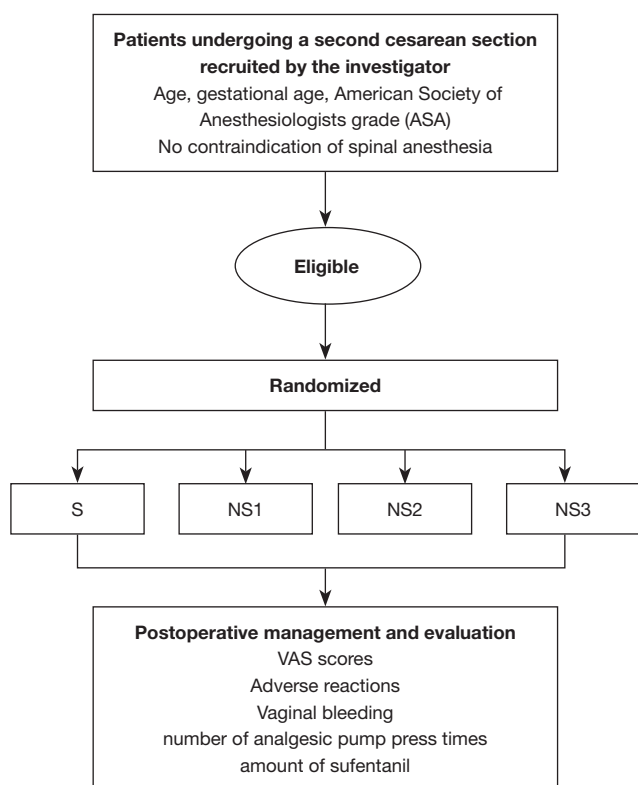 Patients undergoing a second cesarean section
recruited by the investigator
Age, gestational age, American Society of
Anesthesiologists grade (ASA)
No contraindication of spinal anesthesia
Eligible
Randomized
S
NS1
NS2
NS3
Postoperative management and evaluation
VAS scores
Adverse reactions
Vaginal bleeding
number of analgesic pump press times
amount of sufentanil